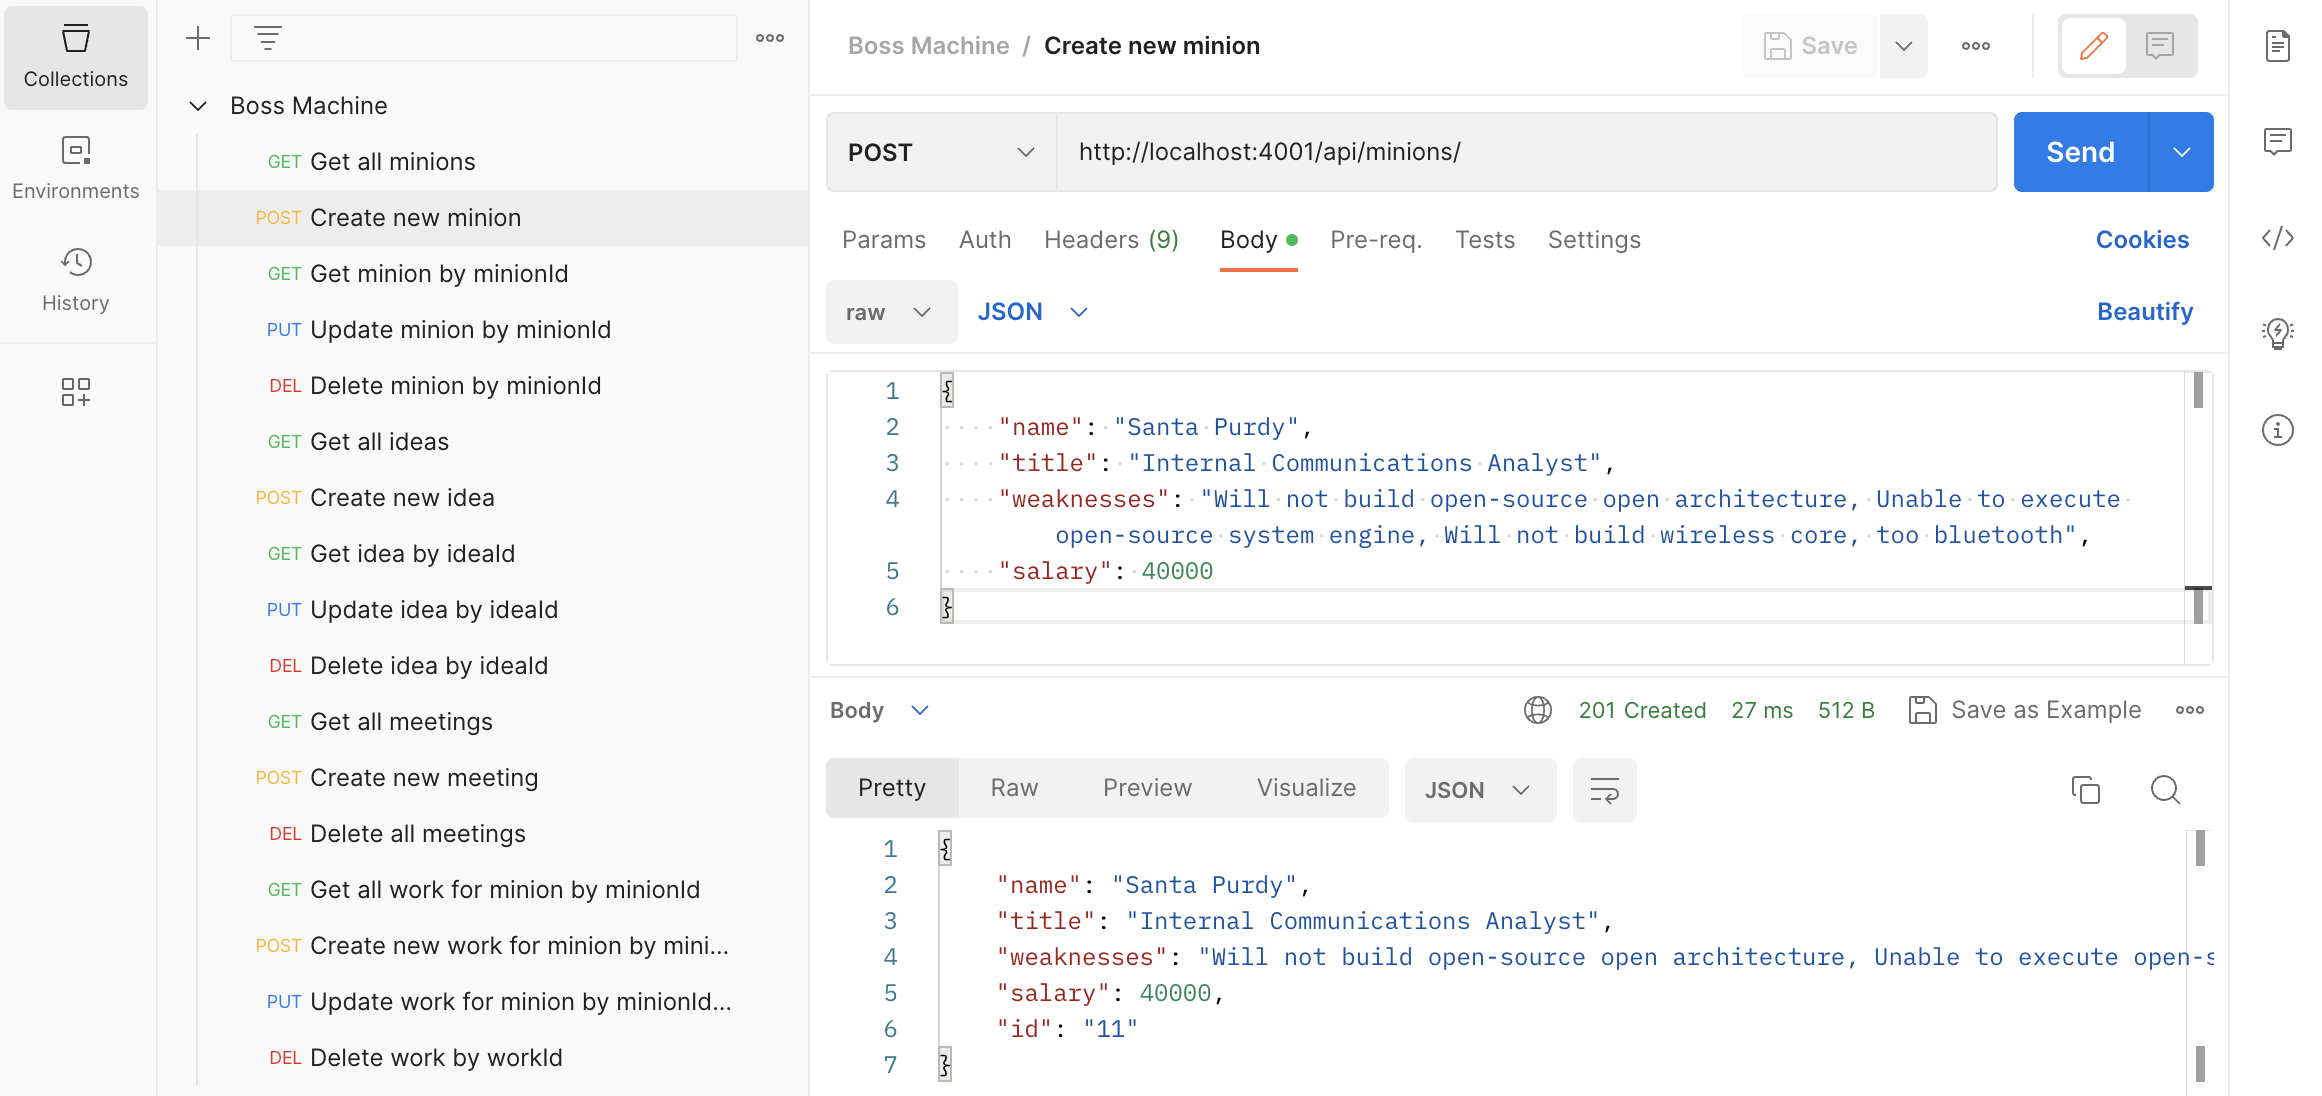 Collections
Environments
History
Boss Machine
GET Get all minions
POST Create new minion
GET Get minion by minionId
PUT Update minion by minionId
DEL Delete minion by minionId
GET Get all ideas
POST Create new idea
GET Get idea by ideaId
PUT Update idea by ideaId
DEL Delete idea by ideaId
GET Get all meetings
POST Create new meeting
DEL Delete all meetings
GET Get all work for minion by minionId
POST Create new work for minion by mini...
PUT Update work for minion by minionId...
DEL Delete work by workId
Boss Machine / Create new minion
Save
POST http://localhost:4001/api/minions/ Send
Params Auth Headers (9) Body Pre-req. Tests Settings Cookies
raw JSON Beautify
1 {
2 "name": "Santa Purdy",
3 "title": "Internal Communications Analyst",
4 "weaknesses": "Will not build open-source open architecture, Unable to execute
open-source system engine, Will not build wireless core, too bluetooth",
5 "salary": 40000
6 }
Body 201 Created 27 ms 512 B Save as Example
Pretty Raw Preview Visualize JSON
1 {
2 "name": "Santa Purdy",
3 "title": "Internal Communications Analyst",
4 "weaknesses": "Will not build open-source open architecture, Unable to execute open-s
5 "salary": 40000,
6 "id": "11"
7 }